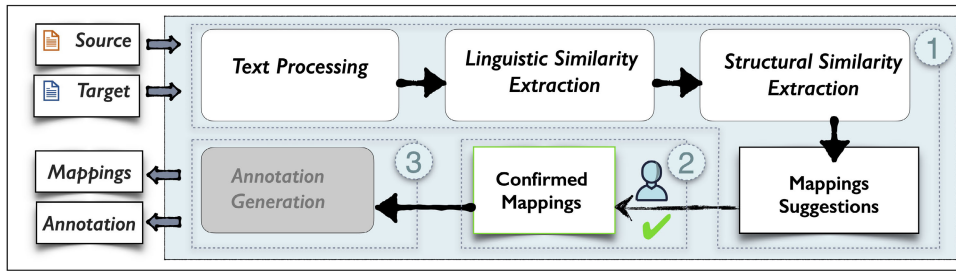 Source
Target
Text Processing
Linguistic Similarity
Extraction
Structural Similarity
Extraction
1
Mappings
Annotation
Annotation
Generation
3
Confirmed
Mappings
2
Mappings
Suggestions